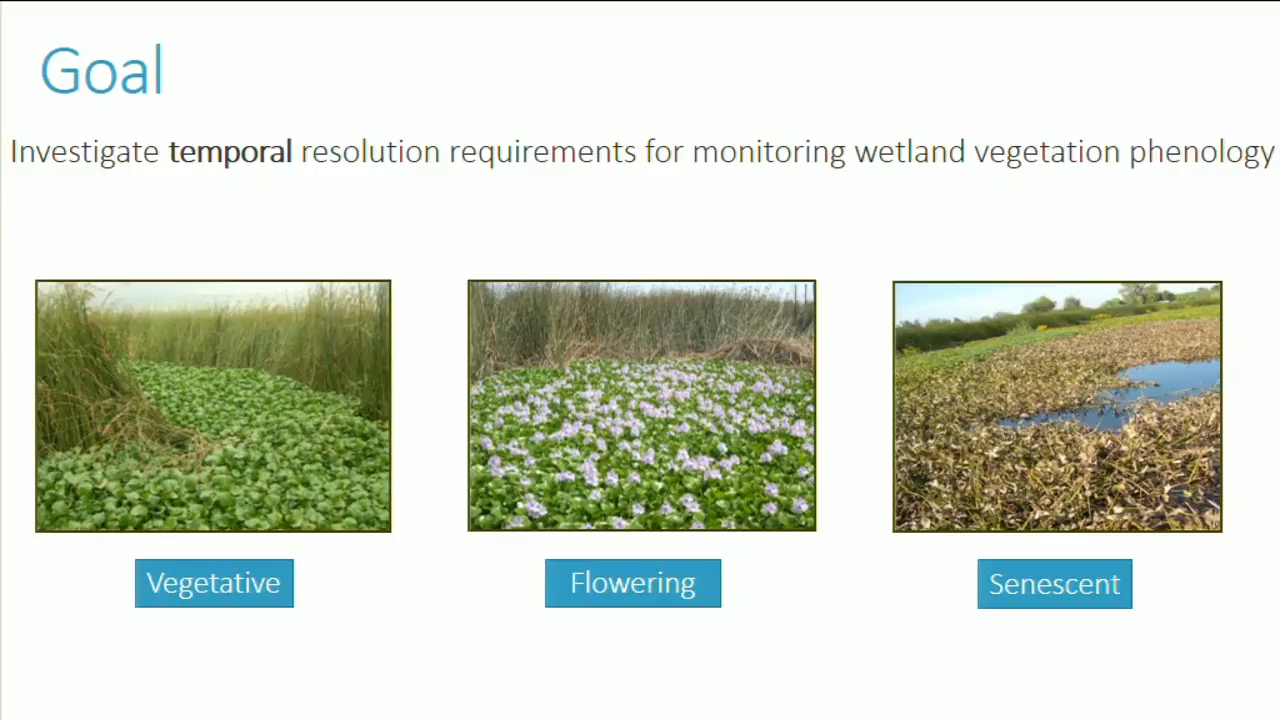 Goal
Investigate temporal resolution requirements for monitoring wetland vegetation phenology
Vegetative
Flowering
Senescent